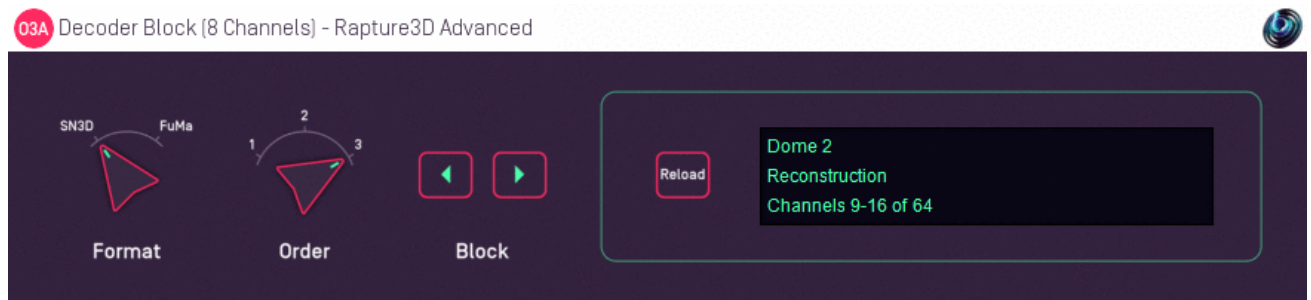 O3A Decoder Block (8 Channels) - Rapture3D Advanced
SN3D
FuMa
1
2
3
Reload
Dome 2
Reconstruction
Channels 9-16 of 64
Format
Order
Block